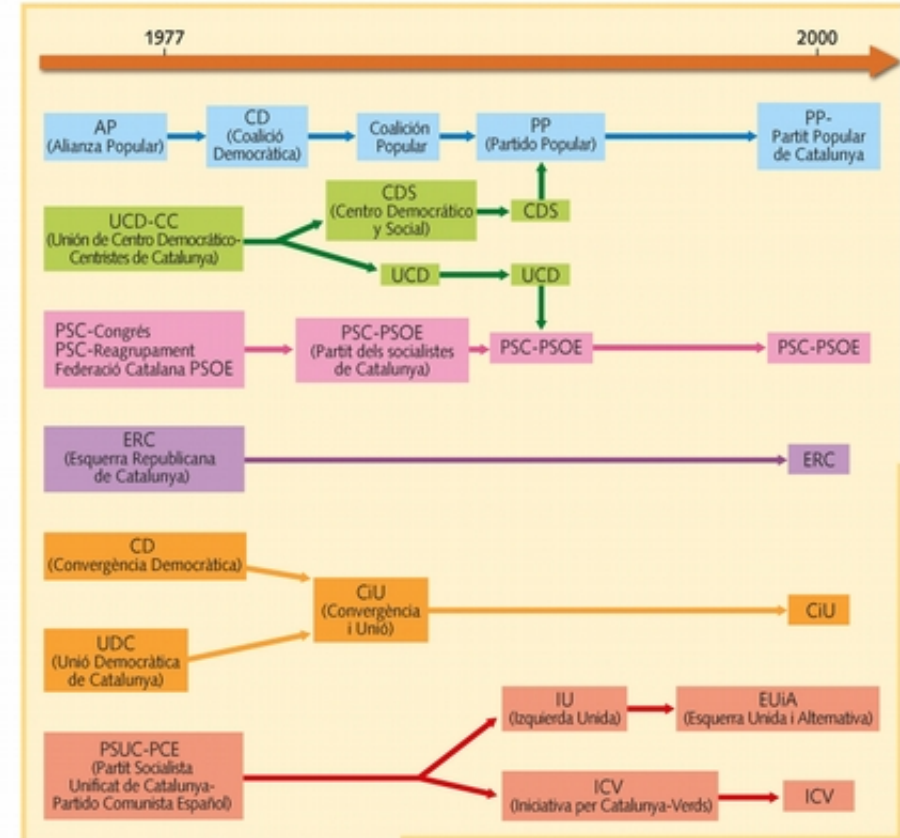 1977
2000
AP
(Alianza Popular)
CD
(Coalició
Democràtica)
Coalición
Popular
PP
(Partido Popular)
PP-
Partit Popular
de Catalunya
UCD-CC
(Unión de Centro Democrático-
Centristes de Catalunya)
CDS
(Centro Democrático
y Social)
CDS
UCD
UCD
PSC-Congrés
PSC-Reagrupament
Federació Catalana PSOE
PSC-PSOE
(Partit dels socialistes
de Catalunya)
PSC-PSOE
PSC-PSOE
ERC
(Esquerra Republicana
de Catalunya)
ERC
CD
(Convergència Democràtica)
UDC
(Unió Democràtica
de Catalunya)
CiU
(Convergència
i Unió)
CiU
PSUC-PCE
(Partit Socialista
Unificat de Catalunya-
Partido Comunista Español)
IU
(Izquierda Unida)
EUiA
(Esquerra Unida i Alternativa)
ICV
(Iniciativa per Catalunya-Verds)
ICV